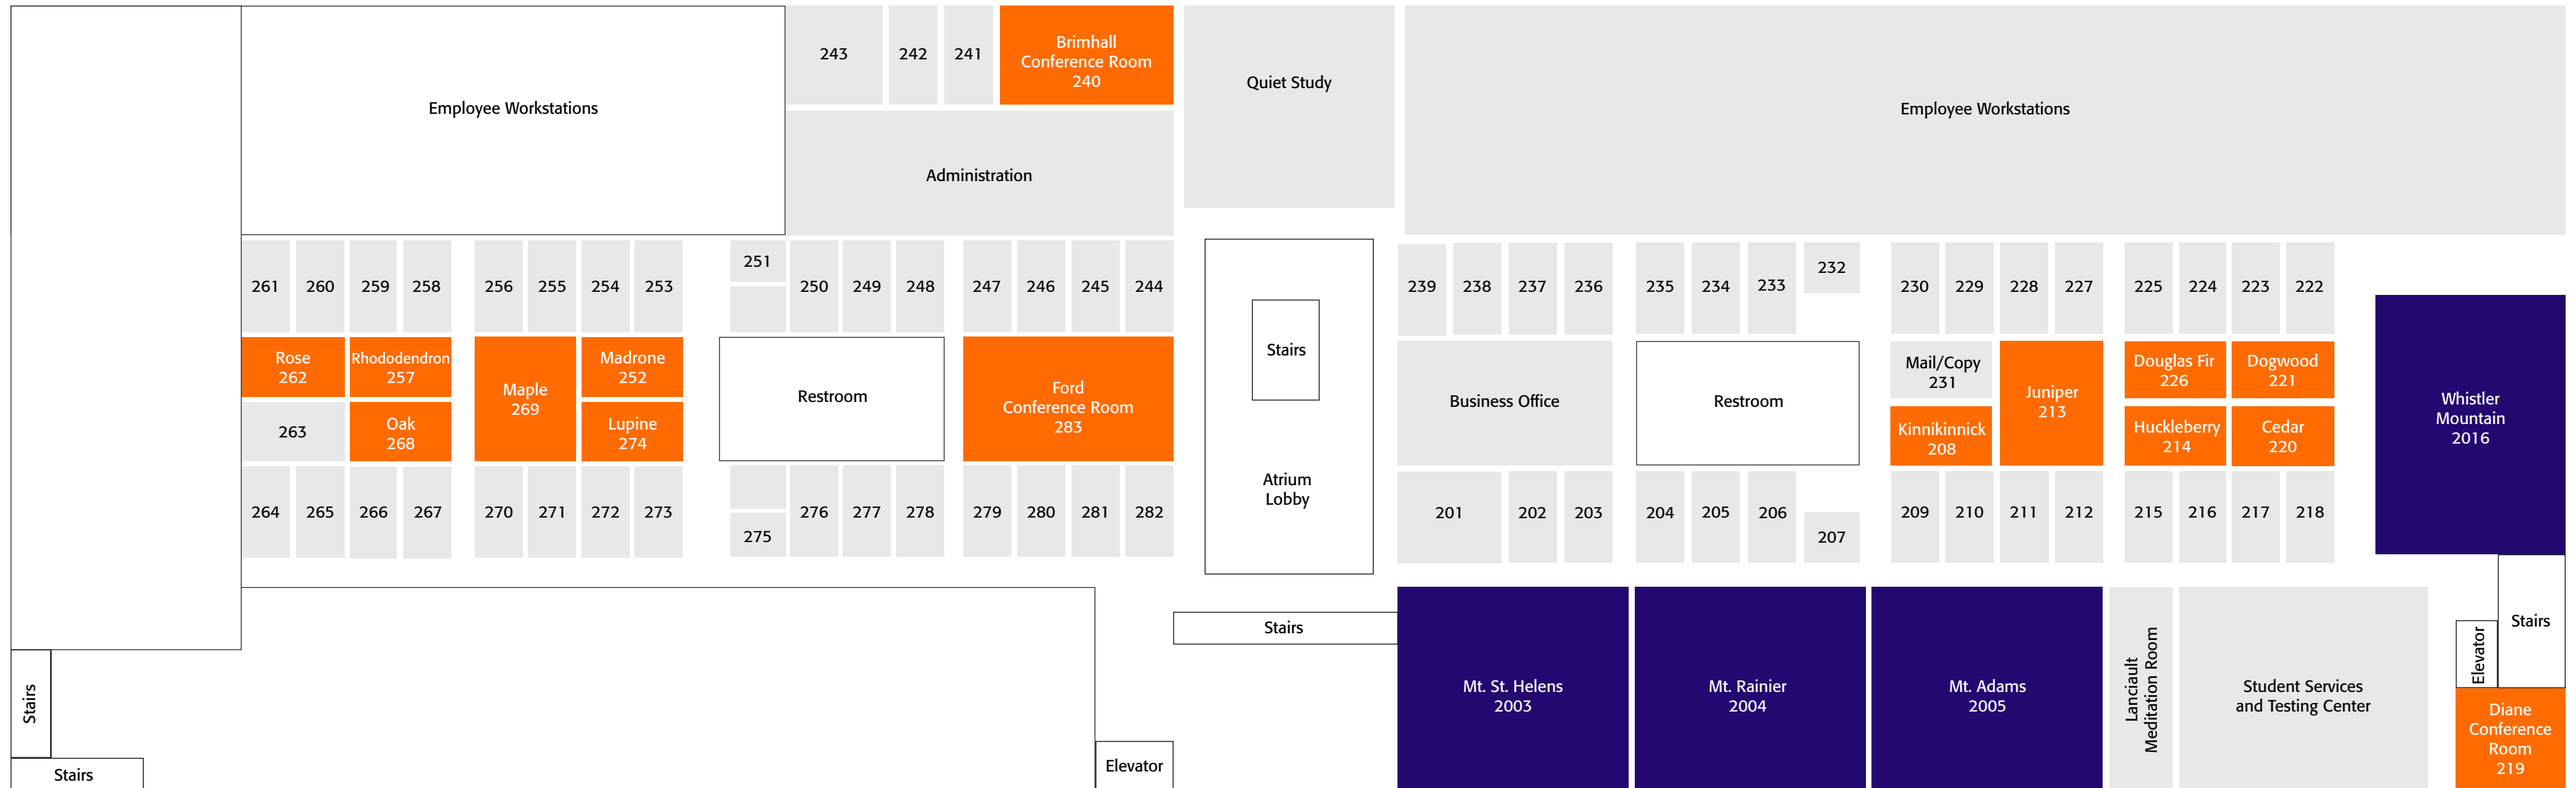 Employee Workstations
243
242
241
Brimhall
Conference Room
240
Quiet Study
Employee Workstations
Administration
261
260
259
258
256
255
254
253
251
250
249
248
247
246
245
244
239
238
237
236
235
234
233
232
230
229
228
227
225
224
223
222
Rose
262
Rhododendron
257
Maple
269
Madrone
252
Restroom
Ford
Conference Room
283
Stairs
Atrium
Lobby
Business Office
Restroom
Mail/Copy
231
Juniper
213
Douglas Fir
226
Dogwood
221
Whistler
Mountain
2016
263
Oak
268
Lupine
274
Kinnikinnick
208
Huckleberry
214
Cedar
220
264
265
266
267
270
271
272
273
275
276
277
278
279
280
281
282
201
202
203
204
205
206
207
209
210
211
212
215
216
217
218
Stairs
Mt. St. Helens
2003
Mt. Rainier
2004
Mt. Adams
2005
Lanciault
Meditation Room
Student Services
and Testing Center
Elevator
Stairs
Diane
Conference
Room
219
Stairs
Stairs
Elevator